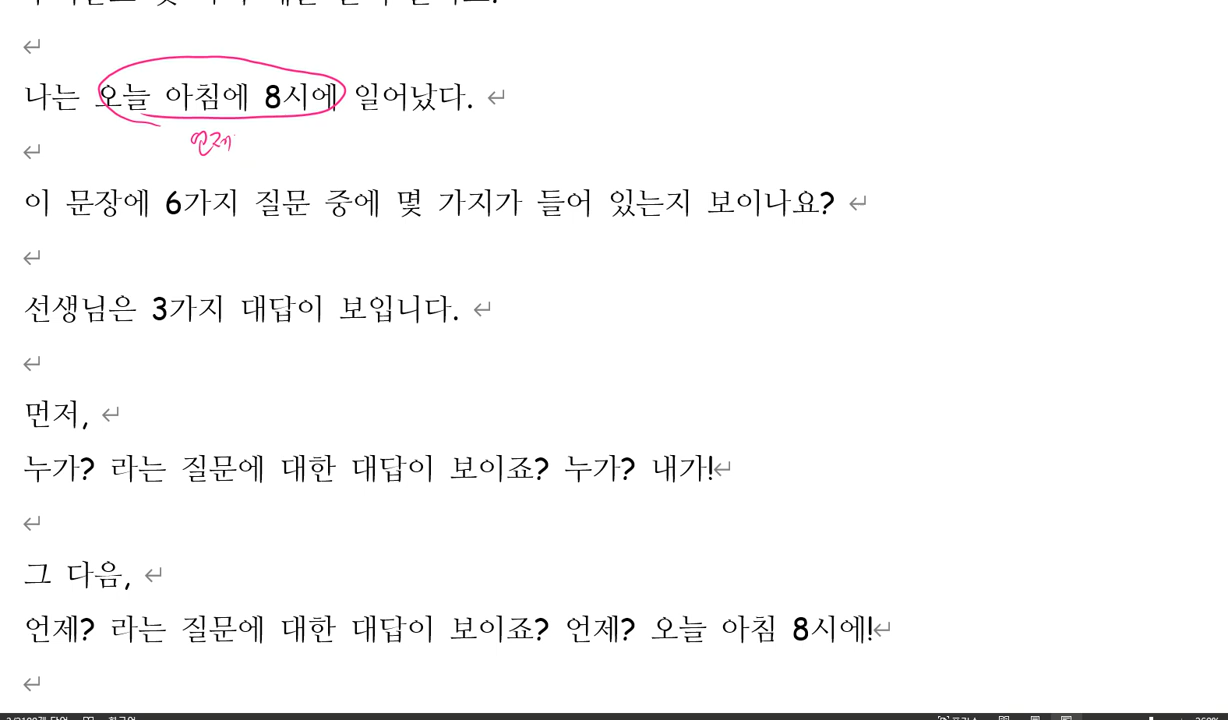 나는 오늘 아침에 8시에 일어났다.
언제
이 문장에 6가지 질문 중에 몇 가지가 들어 있는지 보이나요?
선생님은 3가지 대답이 보입니다.
먼저,
누가? 라는 질문에 대한 대답이 보이죠? 누가? 내가!
그 다음,
언제? 라는 질문에 대한 대답이 보이죠? 언제? 오늘 아침 8시에!